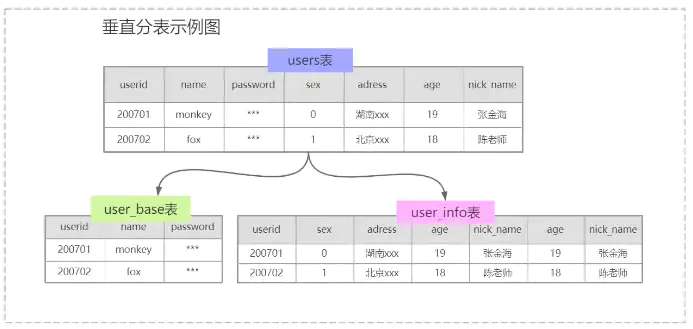 垂直分表示例图
users表
userid name password sex adress age nick name
200701 monkey *** 0 湖南xxx 19 张金海
200702 fox *** 1 北京xxx 18 陈老师
user_base表
userid name password
200701 monkey ***
200702 fox ***
user_info表
userid sex adress age nick_name age nick_name
200701 0 湖南xxx 19 张金海 19 张金海
200702 1 北京xxx 18 陈老师 18 陈老师